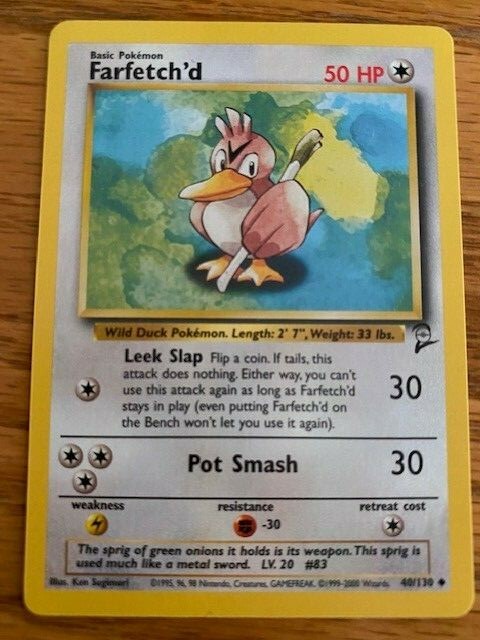 Basic Pokémon
Farfetch'd 50 HP
Wild Duck Pokémon. Length: 2' 7", Weight: 33 lbs.
Leek Slap Flip a coin. If tails, this
attack does nothing. Either way, you can't
use this attack again as long as Farfetch'd
stays in play (even putting Farfetch'd on
the Bench won't let you use it again).
30
Pot Smash 30
weakness resistance retreat cost
-30
The sprig of green onions it holds is its weapon. This sprig is
used much like a metal sword. LV. 20 #83
Illus. Ken Sugimori ©1995, 96, 98 Nintendo, Creatures, GAMEFREAK. ©1999-2000 Wizards. 40/130